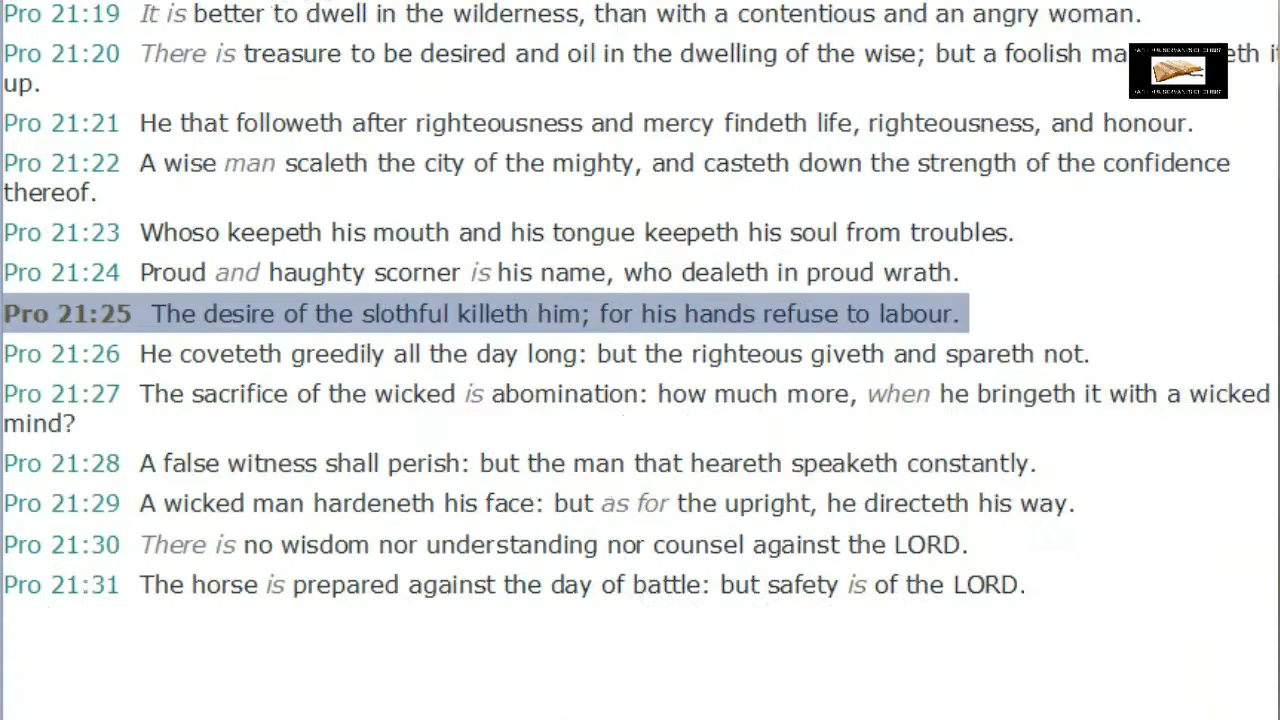 Pro 21:19 It is better to dwell in the wilderness, than with a contentious and an angry woman.
Pro 21:20 There is treasure to be desired and oil in the dwelling of the wise; but a foolish
up.
Pro 21:21 He that followeth after righteousness and mercy findeth life, righteousness, and honour.
Pro 21:22 A wise man scaleth the city of the mighty, and casteth down the strength of the confidence
thereof.
Pro 21:23 Whoso keepeth his mouth and his tongue keepeth his soul from troubles.
Pro 21:24 Proud and haughty scorner is his name, who dealeth in proud wrath.
Pro 21:25 The desire of the slothful killeth him; for his hands refuse to labour.
Pro 21:26 He coveteth greedily all the day long: but the righteous giveth and spareth not.
Pro 21:27 The sacrifice of the wicked is abomination: how much more, when he bringeth it with a wicked
mind?
Pro 21:28 A false witness shall perish: but the man that heareth speaketh constantly.
Pro 21:29 A wicked man hardeneth his face: but as for the upright, he directeth his way.
Pro 21:30 There is no wisdom nor understanding nor counsel against the LORD.
Pro 21:31 The horse is prepared against the day of battle: but safety is of the LORD.